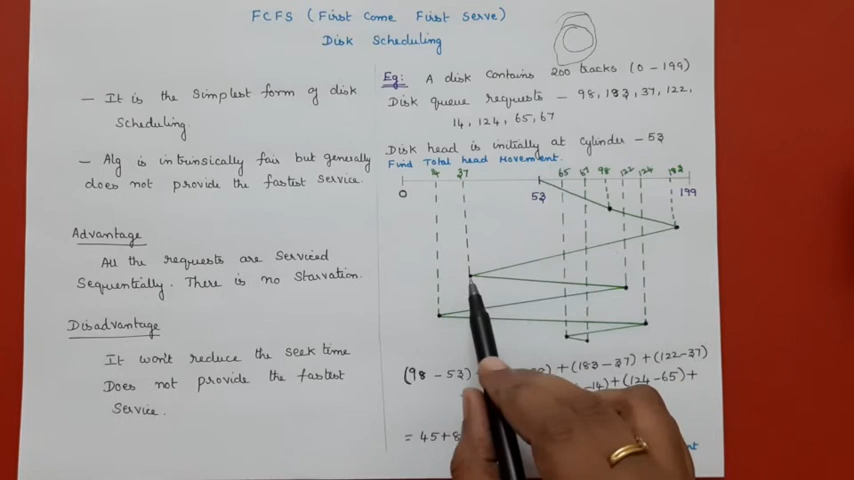 FCFS (First Come First Serve)
Disk Scheduling
– It is the simplest form of disk
Scheduling.
– Alg is intrinsically fair but generally
does not provide the fastest service.
Advantage
All the requests are serviced
Sequentially. There is no starvation.
Disadvantage
It won't reduce the seek time
Does not provide the fastest
Service.
Eg: A disk contains 200 tracks (0 – 199)
Disk queue requests – 98, 183, 37, 122,
14, 124, 65, 67
Disk head is initially at cylinder – 53
Find Total head Movement.
14 37 65 67 98 122 124 183
0 53 199
(98 – 53) + (183 – 37) + (122 – 37)
– 14) + (124 – 65) +
= 45 + 8